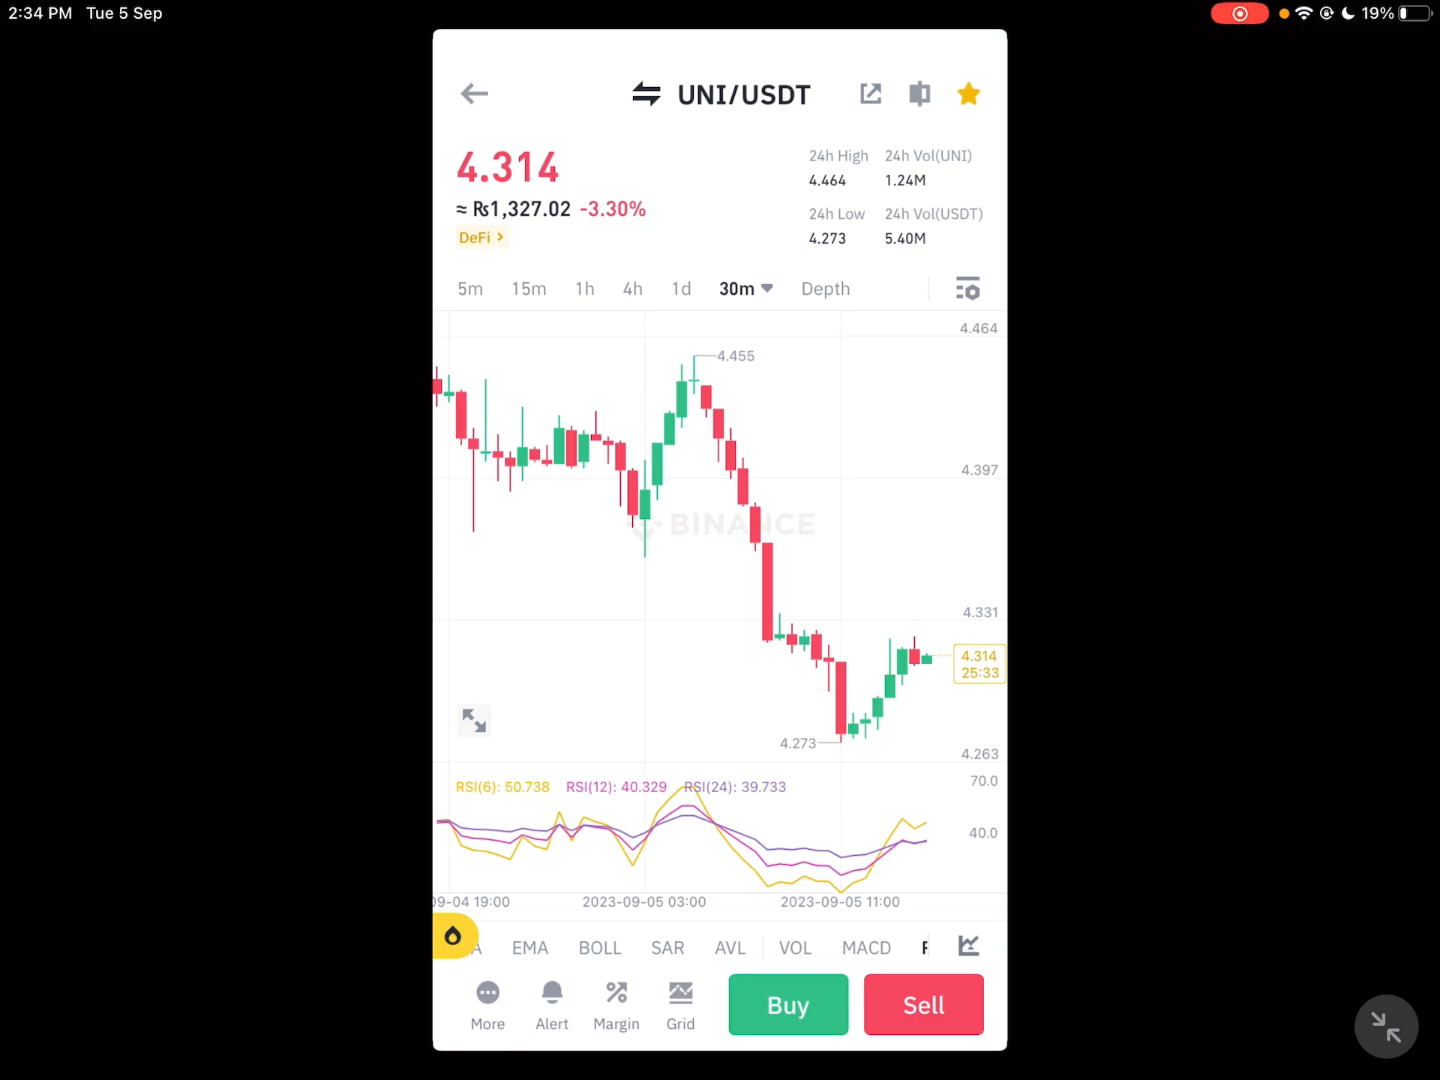 2:34 PM Tue 5 Sep
19%
UNI/USDT
4.314
≈ ₨1,327.02 -3.30%
DeFi >
24h High 24h Vol(UNI)
4.464 1.24M
24h Low 24h Vol(USDT)
4.273 5.40M
5m 15m 1h 4h 1d 30m Depth
4.464
4.455
4.397
BINANCE
4.331
4.314
25:33
4.273
4.263
RSI(6): 50.738 RSI(12): 40.329 RSI(24): 39.733
70.0
40.0
09-04 19:00 2023-09-05 03:00 2023-09-05 11:00
A EMA BOLL SAR AVL VOL MACD
More Alert Margin Grid
Buy Sell